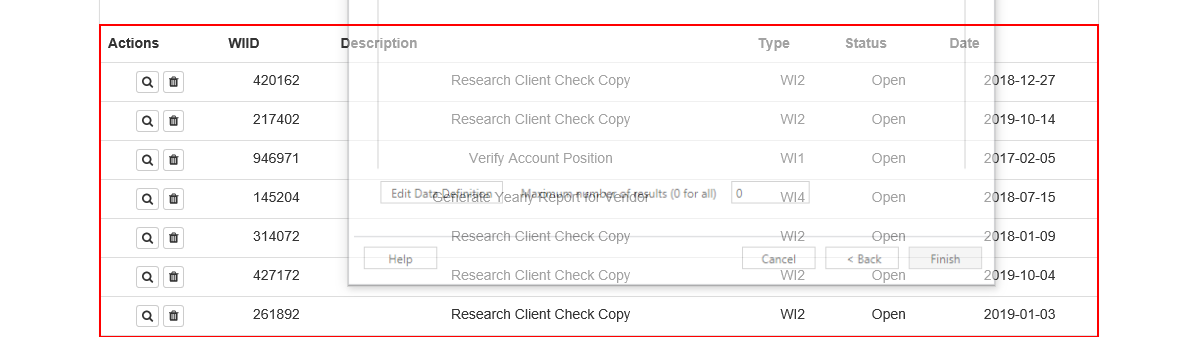 Actions WIID Description Type Status Date
420162 Research Client Check Copy WI2 Open 2018-12-27
217402 Research Client Check Copy WI2 Open 2019-10-14
946971 Verify Account Position WI1 Open 2017-02-05
Edit Data Definition Maximum number of results (0 for all) 0
145204 Generate Yearly Report for Vendor WI4 Open 2018-07-15
314072 Research Client Check Copy WI2 Open 2018-01-09
Help Cancel < Back Finish
427172 Research Client Check Copy WI2 Open 2019-10-04
261892 Research Client Check Copy WI2 Open 2019-01-03